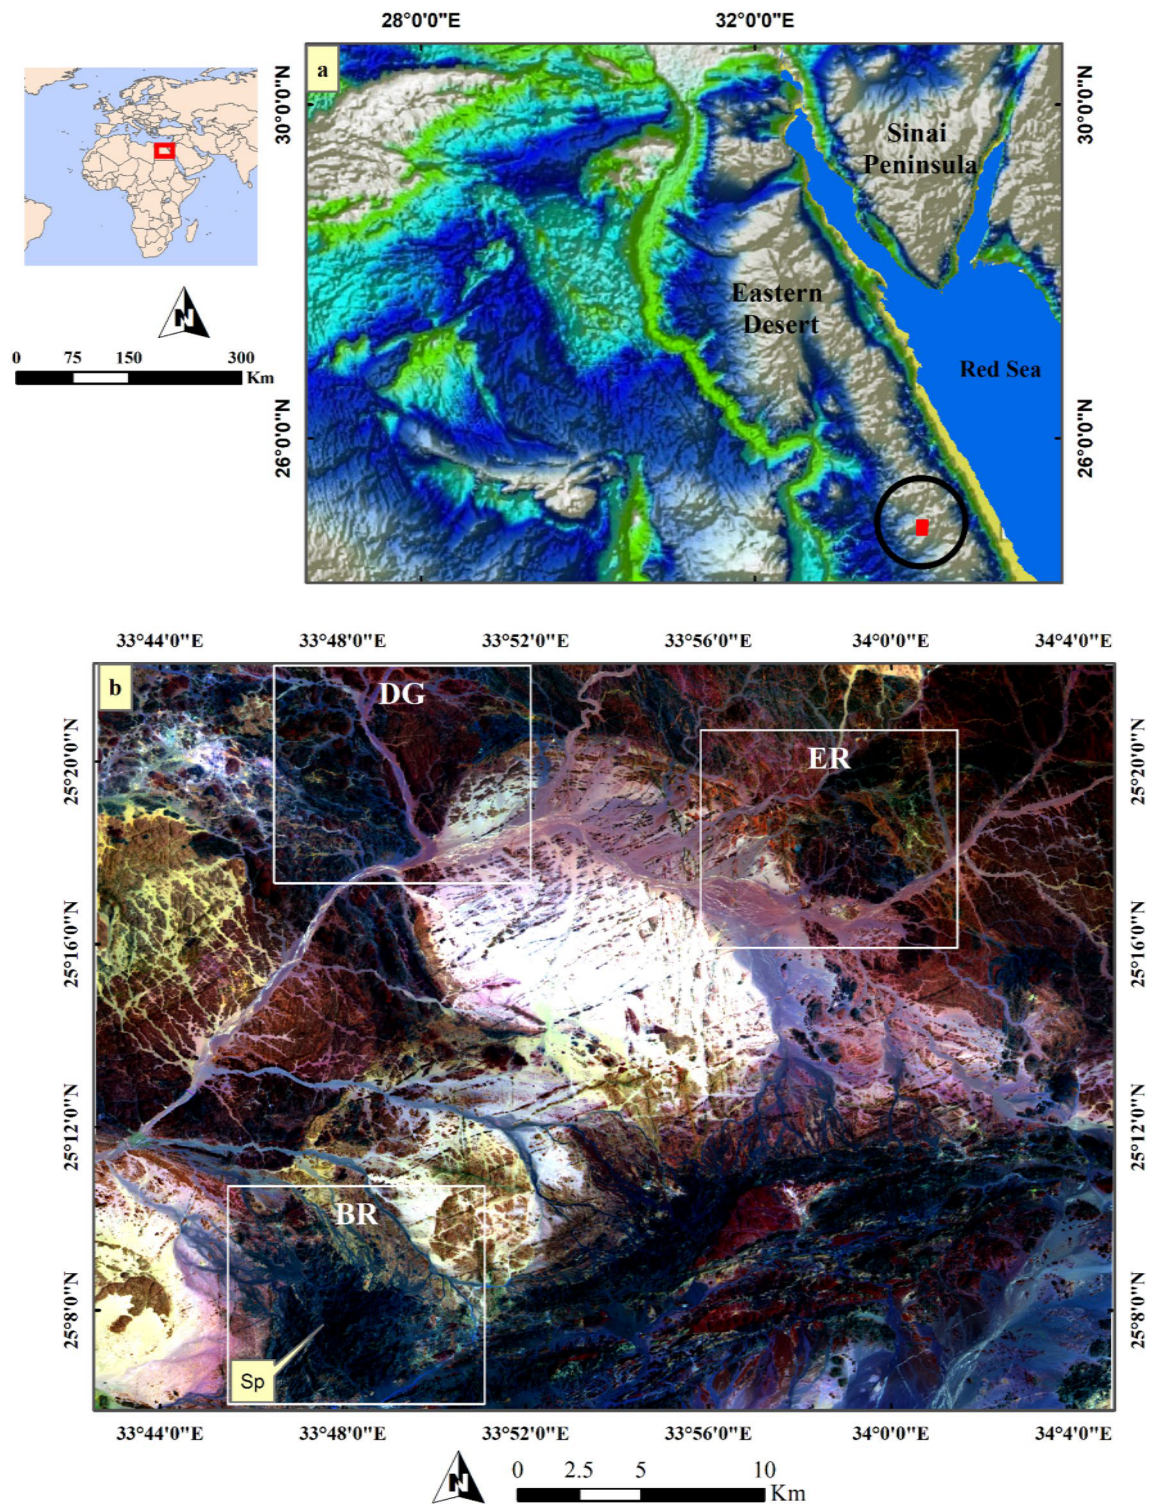 28°0'0"E
32°0'0"E
a
30°0'0"N
30°0'0"N
Sinai
Peninsula
N
Eastern
Desert
0 75 150 300
Km
Red Sea
26°0'0"N
26°0'0"N
33°44'0"E
33°48'0"E
33°52'0"E
33°56'0"E
34°0'0"E
34°4'0"E
b
DG
ER
25°20'0"N
25°20'0"N
25°16'0"N
25°16'0"N
25°12'0"N
25°12'0"N
BR
25°8'0"N
25°8'0"N
Sp
33°44'0"E
33°48'0"E
33°52'0"E
33°56'0"E
34°0'0"E
34°4'0"E
N
0 2.5 5 10
Km